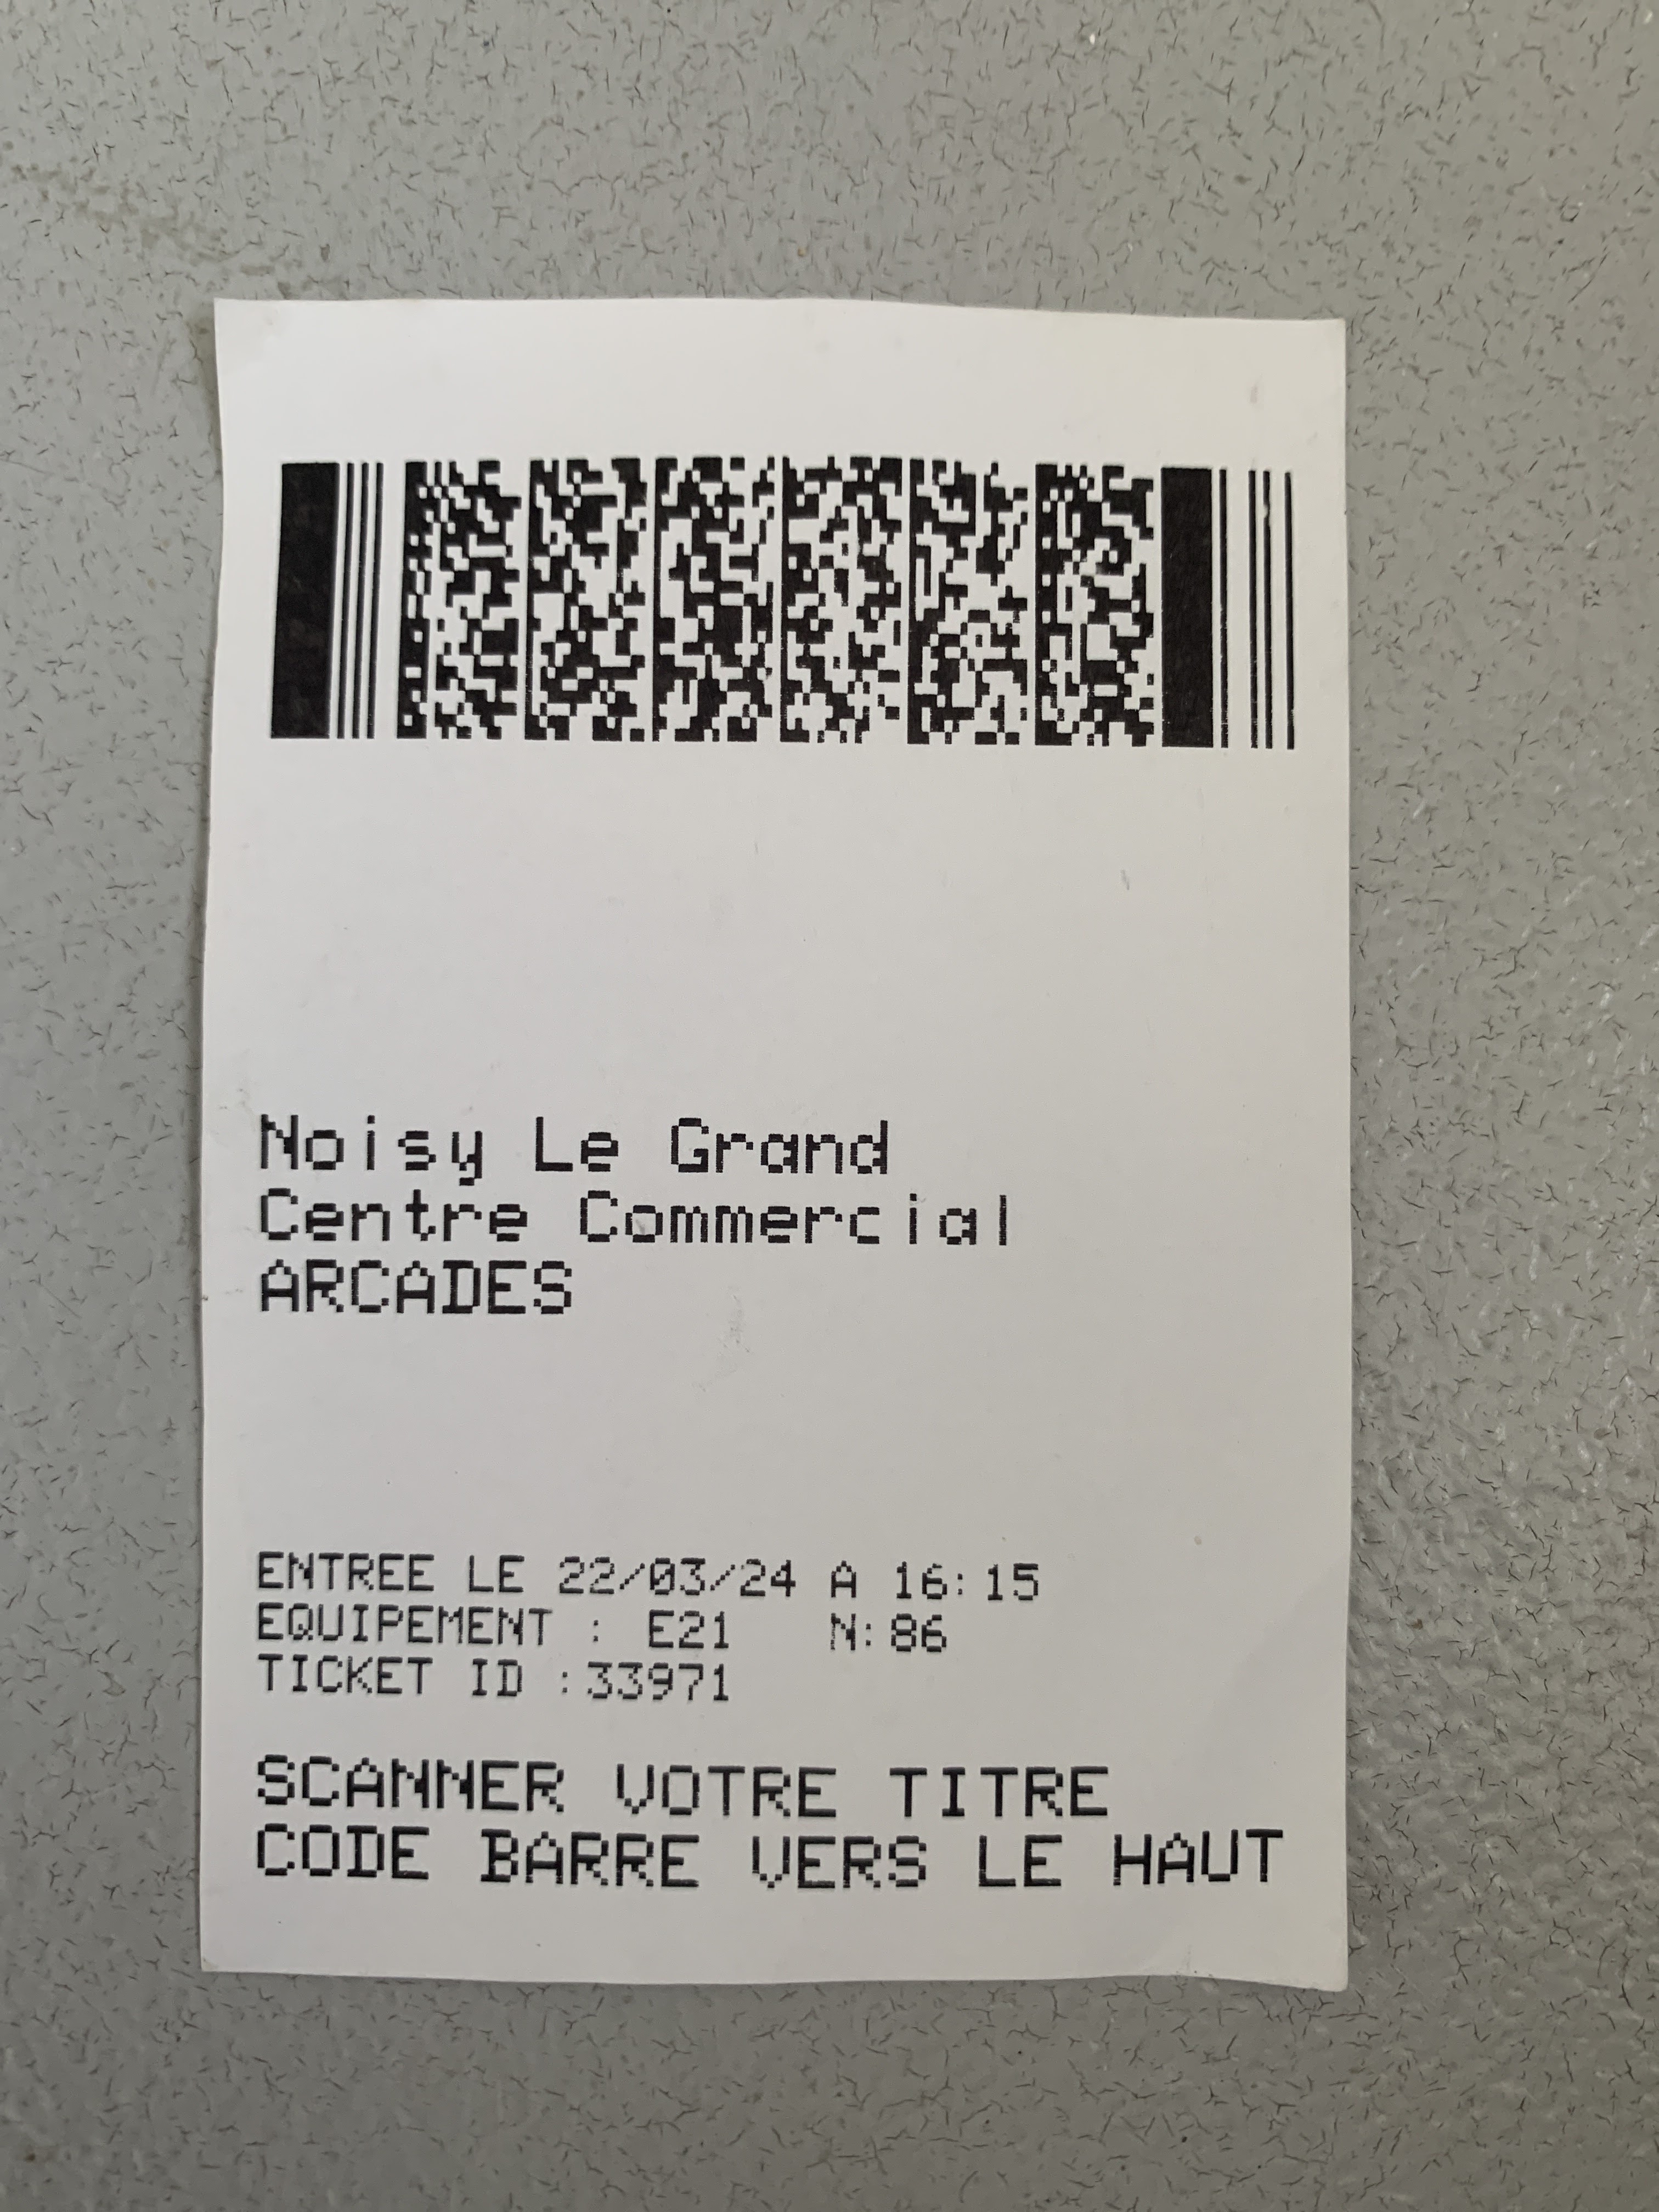 Noisy Le Grand
Centre Commercial
ARCADES
ENTREE LE 22/03/24 A 16:15
EQUIPEMENT : E21 N:86
TICKET ID :33971
SCANNER VOTRE TITRE
CODE BARRE VERS LE HAUT